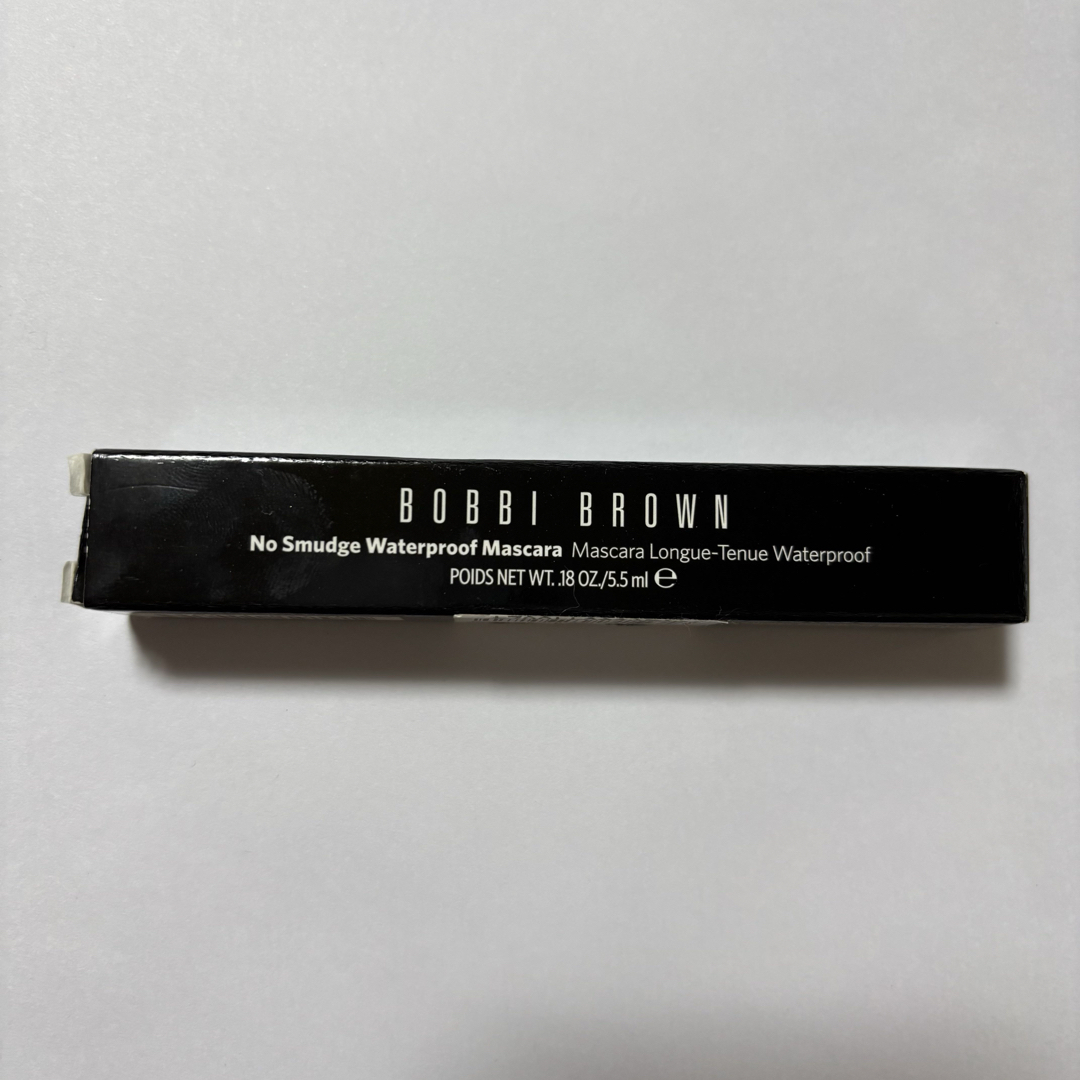 BOBBI BROWN
No Smudge Waterproof Mascara Mascara Longue-Tenue Waterproof
POIDS NET WT. .18 OZ./5.5 ml ℮